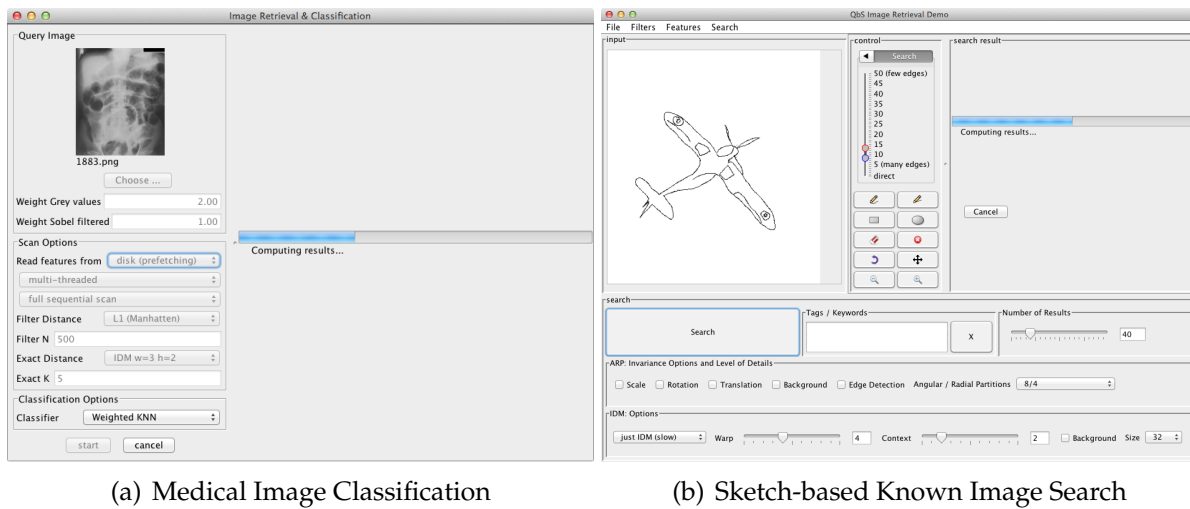 Image Retrieval & Classification
Query Image
1883.png
Choose ...
Weight Grey values 2.00
Weight Sobel filtered 1.00
Scan Options
Read features from disk (prefetching)
multi-threaded
full sequential scan
Filter Distance L1 (Manhatten)
Filter N 500
Exact Distance IDM w=3 h=2
Exact K 5
Classification Options
Classifier Weighted KNN
start cancel
Computing results...
(a) Medical Image Classification
QbS Image Retrieval Demo
File Filters Features Search
input
control
Search
50 (few edges)
45
40
35
30
25
20
15
10
5 (many edges)
direct
search result
Computing results...
Cancel
search
Search
Tags / Keywords
X
Number of Results
40
ARP: Invariance Options and Level of Details
Scale Rotation Translation Background Edge Detection Angular / Radial Partitions 8/4
IDM: Options
just IDM (slow) Warp 4 Context 2 Background Size 32
(b) Sketch-based Known Image Search